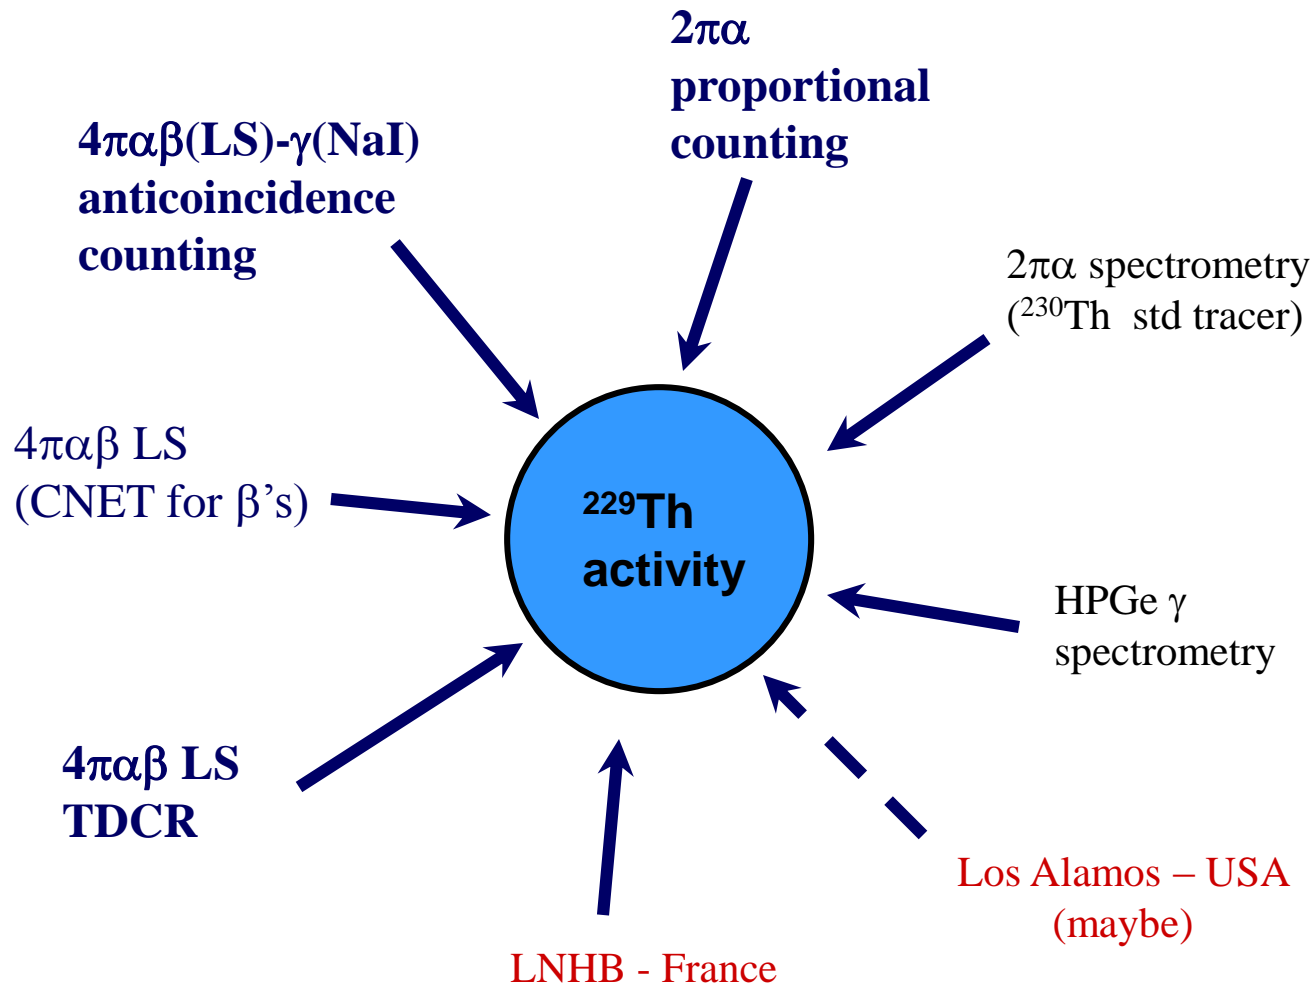 2πα
proportional
counting
4παβ(LS)-γ(NaI)
anticoincidence
counting
2πα spectrometry
(²³⁰Th std tracer)
4παβ LS
(CNET for β’s)
²²⁹Th
activity
HPGe γ
spectrometry
4παβ LS
TDCR
Los Alamos – USA
(maybe)
LNHB - France